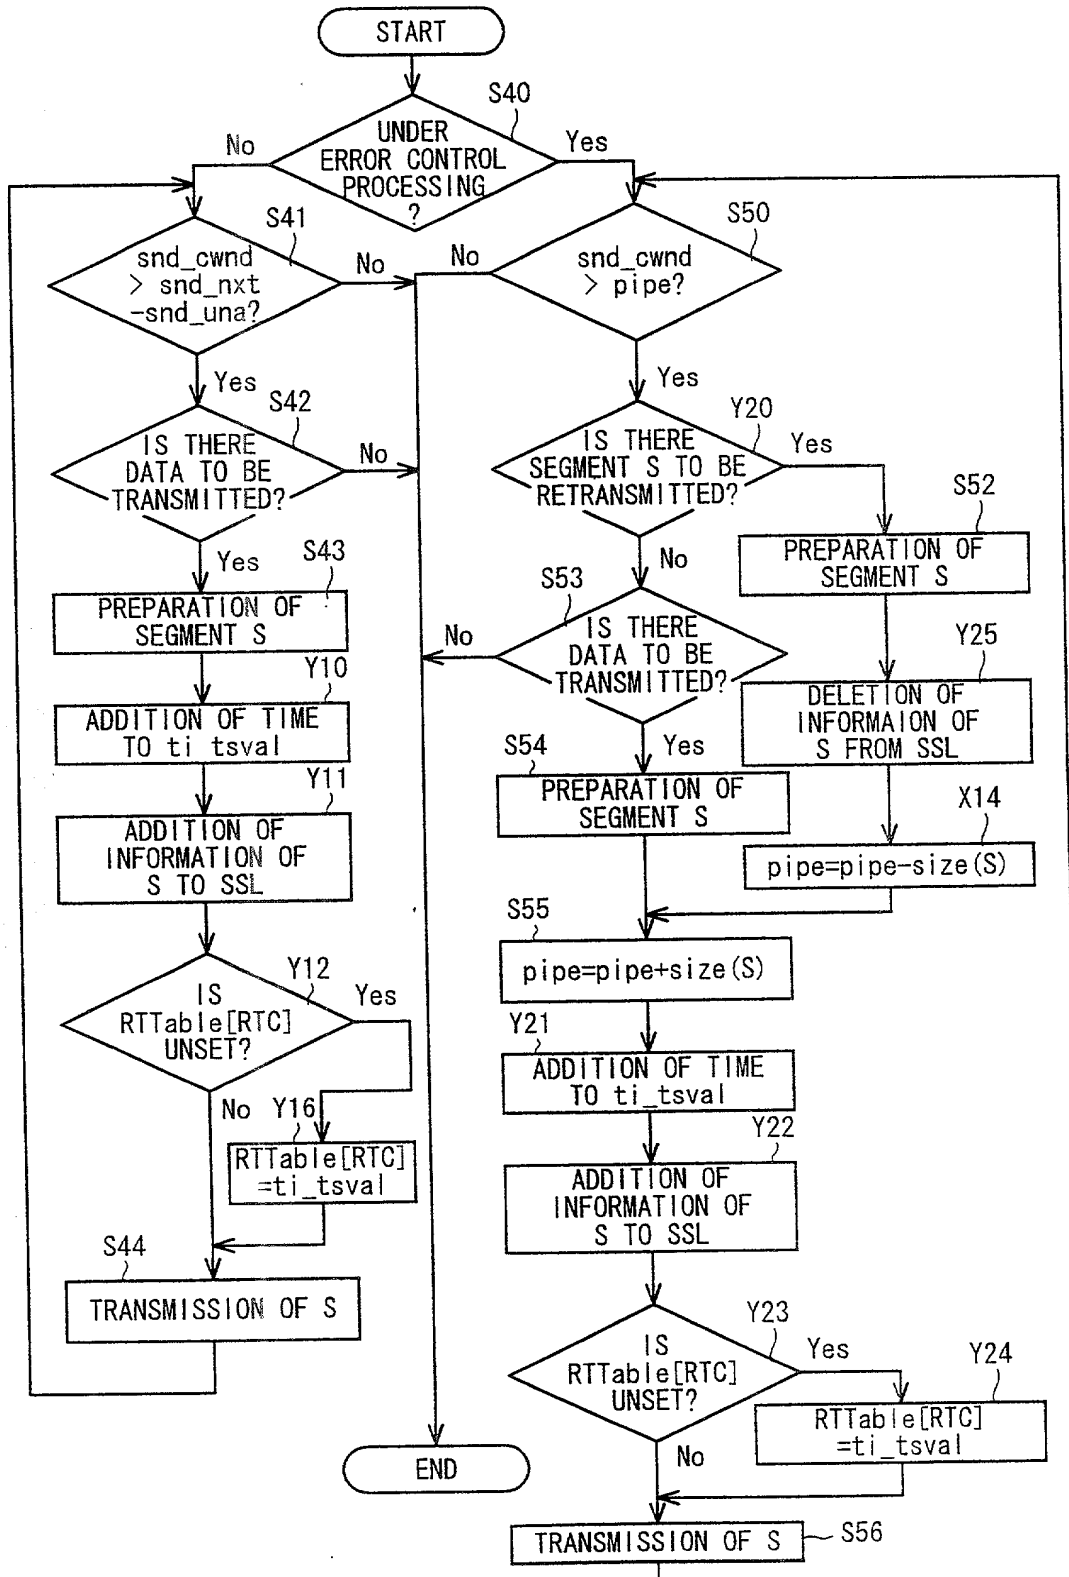 START
S40
UNDER
ERROR CONTROL
PROCESSING
?
No
Yes
S41
snd_cwnd
> snd_nxt
-snd_una?
No
Yes
S50
snd_cwnd
> pipe?
No
Yes
S42
IS THERE
DATA TO BE
TRANSMITTED?
No
Yes
Y20
IS THERE
SEGMENT S TO BE
RETRANSMITTED?
Yes
No
S43
PREPARATION OF
SEGMENT S
S52
PREPARATION OF
SEGMENT S
S53
IS THERE
DATA TO BE
TRANSMITTED?
No
Yes
Y10
ADDITION OF TIME
TO ti_tsval
Y25
DELETION OF
INFORMAION OF
S FROM SSL
S54
PREPARATION OF
SEGMENT S
Y11
ADDITION OF
INFORMATION OF
S TO SSL
X14
pipe=pipe-size(S)
S55
pipe=pipe+size(S)
Y12
IS
RTTable[RTC]
UNSET?
Yes
No
Y21
ADDITION OF TIME
TO ti_tsval
Y16
RTTable[RTC]
=ti_tsval
Y22
ADDITION OF
INFORMATION OF
S TO SSL
S44
TRANSMISSION OF S
Y23
IS
RTTable[RTC]
UNSET?
Yes
No
Y24
RTTable[RTC]
=ti_tsval
END
TRANSMISSION OF S
S56